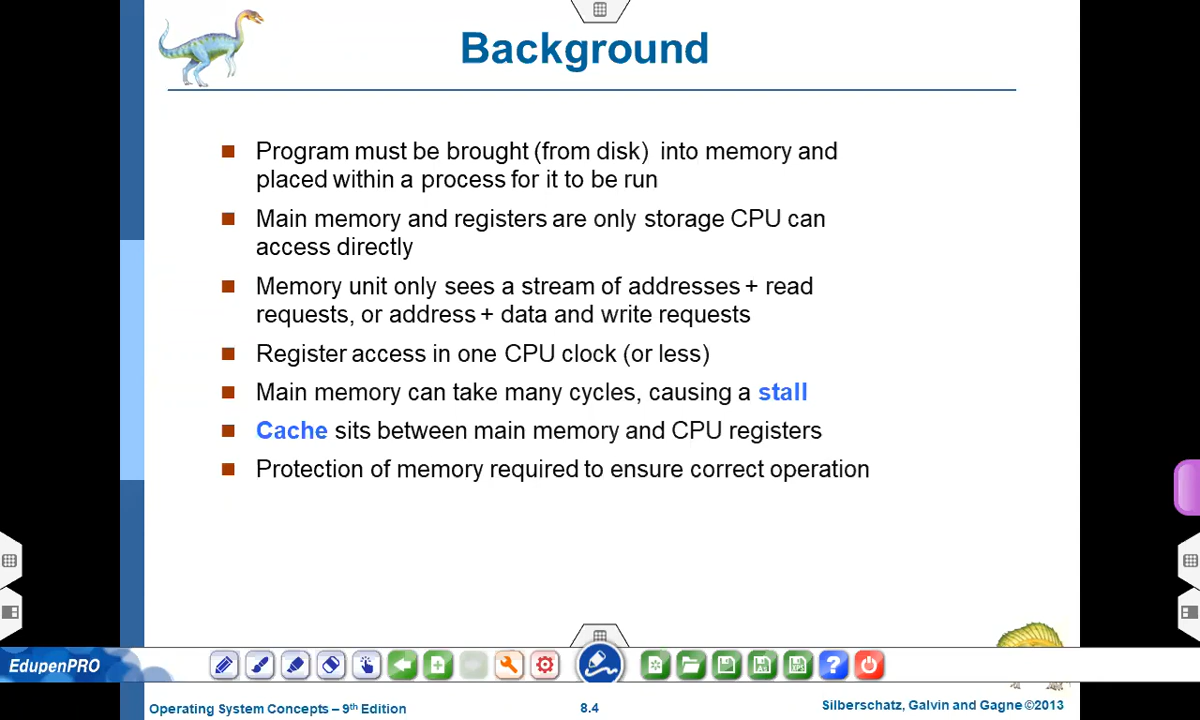 Background
Program must be brought (from disk) into memory and
placed within a process for it to be run
Main memory and registers are only storage CPU can
access directly
Memory unit only sees a stream of addresses + read
requests, or address + data and write requests
Register access in one CPU clock (or less)
Main memory can take many cycles, causing a stall
Cache sits between main memory and CPU registers
Protection of memory required to ensure correct operation
EdupenPRO
Operating System Concepts – 9th Edition
8.4
Silberschatz, Galvin and Gagne ©2013